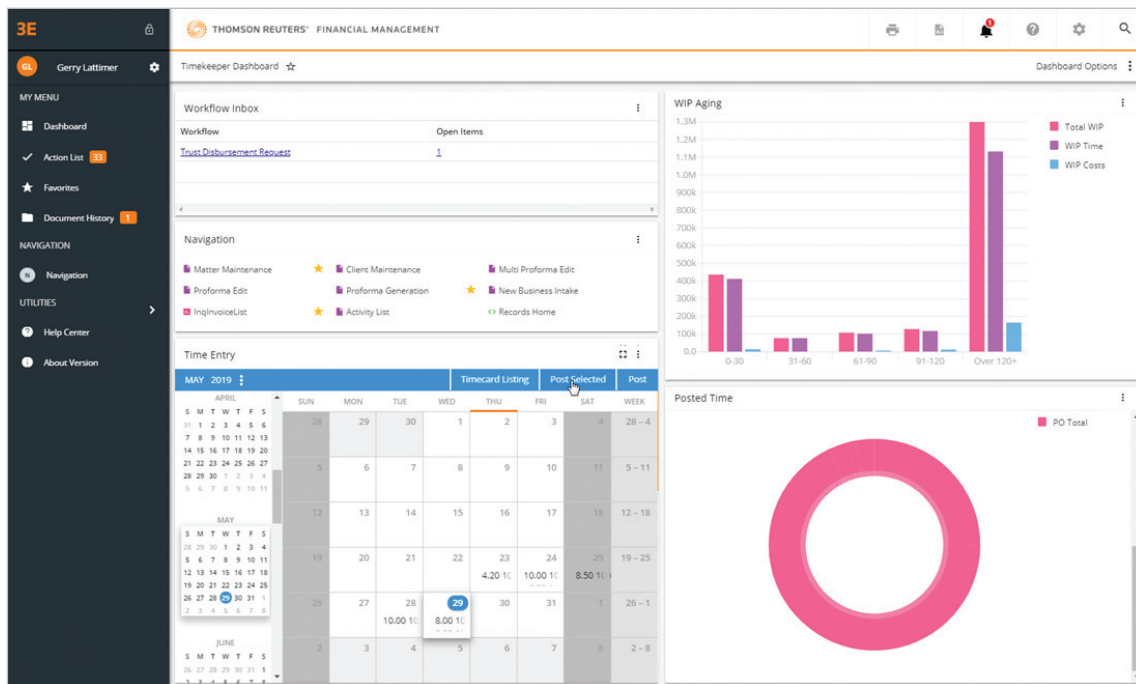 3E
THOMSON REUTERS® FINANCIAL MANAGEMENT
1
GL Gerry Lattimer
Timekeeper Dashboard
Dashboard Options
MY MENU
Dashboard
Action List 33
Favorites
Document History 1
NAVIGATION
N Navigation
UTILITIES
Help Center
About Version
Workflow Inbox
Workflow Open Items
Trust Disbursement Request 1
Navigation
Matter Maintenance Client Maintenance Multi Proforma Edit
Proforma Edit Proforma Generation New Business Intake
InqInvoiceList Activity List Records Home
Time Entry
MAY 2019 Timecard Listing Post Selected Post
APRIL
S M T W T F S
31 1 2 3 4 5 6
7 8 9 10 11 12 13
14 15 16 17 18 19 20
21 22 23 24 25 26 27
28 29 30 1 2 3 4
5 6 7 8 9 10 11
MAY
S M T W T F S
28 29 30 1 2 3 4
5 6 7 8 9 10 11
12 13 14 15 16 17 18
19 20 21 22 23 24 25
26 27 28 29 30 31 1
2 3 4 5 6 7 8
JUNE
S M T W T F S
26 27 28 29 30 31 1
SUN MON TUE WED THU FRI SAT WEEK
28 29 30 1 2 3 4 28 – 4
5 6 7 8 9 10 11 5 – 11
12 13 14 15 16 17 18 12 – 18
19 20 21 22 23 24 25 19 – 25
4.20 10 10.00 10 8.50 10
26 27 28 29 30 31 1 26 – 1
10.00 10 8.00 10
2 3 4 5 6 7 8 2 – 8
WIP Aging
1.3M
1.2M
1.1M
1.0M
900k
800k
700k
600k
500k
400k
300k
200k
100k
0.0
0-30 31-60 61-90 91-120 Over 120+
Total WIP
WIP Time
WIP Costs
Posted Time
PO Total